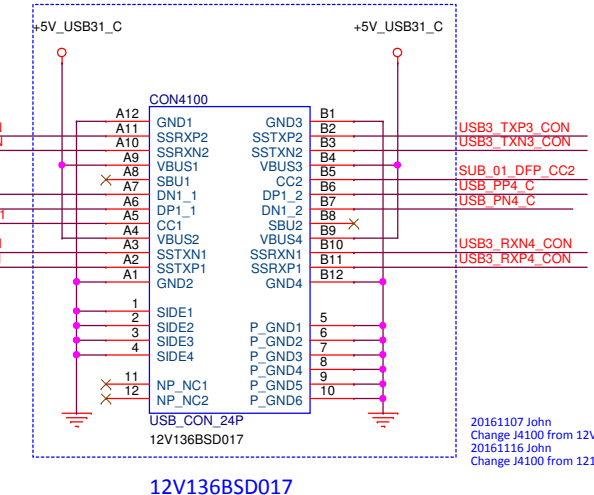 +5V_USB31_C
+5V_USB31_C
CON4100
A12 GND1 GND3 B1
A11 SSRXP2 SSTXP2 B2 USB3_TXP3_CON
A10 SSRXN2 SSTXN2 B3 USB3_TXN3_CON
A9 VBUS1 VBUS3 B4
A8 SBU1 CC2 B5 SUB_01_DFP_CC2
A7 DN1_1 DP1_2 B6 USB_PP4_C
A6 DP1_1 DN1_2 B7 USB_PN4_C
A5 CC1 SBU2 B8
A4 VBUS2 VBUS4 B9
A3 SSTXN1 SSRXN1 B10 USB3_RXN4_CON
A2 SSTXP1 SSRXP1 B11 USB3_RXP4_CON
A1 GND2 GND4 B12
1 SIDE1
2 SIDE2 P_GND1 5
3 SIDE3 P_GND2 6
4 SIDE4 P_GND3 7
P_GND4 8
11 NP_NC1 P_GND5 9
12 NP_NC2 P_GND6 10
USB_CON_24P
12V136BSD017
20161107 John
Change J4100 from 12V
20161116 John
Change J4100 from 121
12V136BSD017